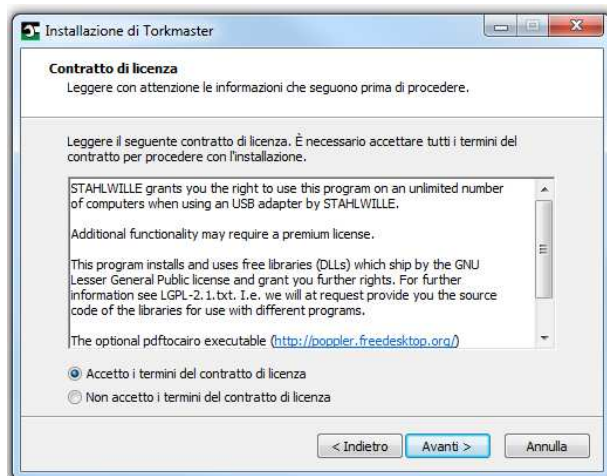 Installazione di Torkmaster
Contratto di licenza
Leggere con attenzione le informazioni che seguono prima di procedere.
Leggere il seguente contratto di licenza. È necessario accettare tutti i termini del
contratto per procedere con l'installazione.
STAHLWILLE grants you the right to use this program on an unlimited number
of computers when using an USB adapter by STAHLWILLE.
Additional functionality may require a premium license.
This program installs and uses free libraries (DLLs) which ship by the GNU
Lesser General Public license and grant you further rights. For further
information see LGPL-2.1.txt. I.e. we will at request provide you the source
code of the libraries for use with different programs.
The optional pdftocairo executable (http://poppler.freedesktop.org/)
Accetto i termini del contratto di licenza
Non accetto i termini del contratto di licenza
< Indietro Avanti > Annulla